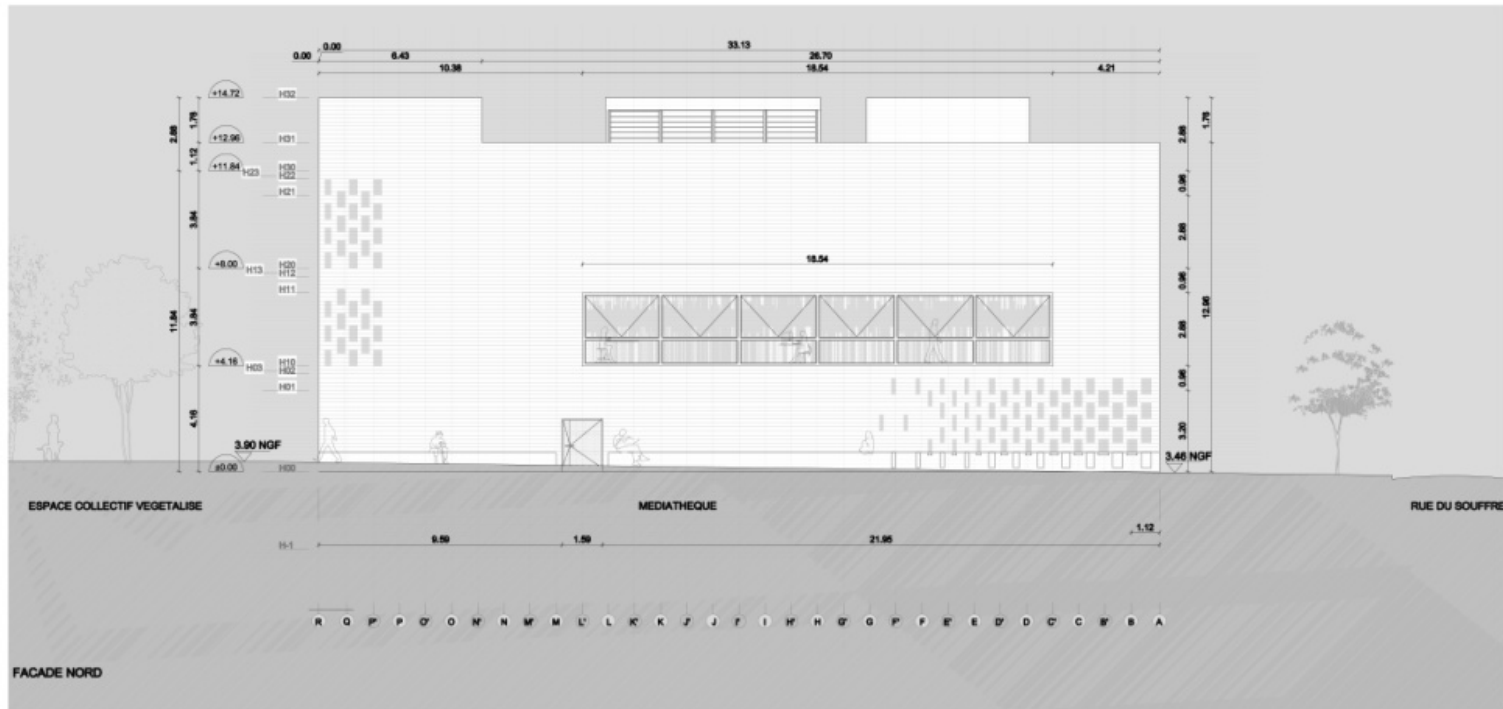 33.13
0.00
0.00
6.43
26.70
10.38
18.54
4.21
+14.72
H32
2.88
1.76
2.88
1.76
+12.96
H31
1.12
+11.84
H30
H23
H22
0.96
H21
3.84
2.88
+8.00
H20
18.54
H13
H12
0.96
H11
11.84
3.84
2.88
12.96
+4.16
H10
H03
H02
0.96
H01
4.16
3.20
3.90 NGF
3.46 NGF
±0.00
H00
ESPACE COLLECTIF VEGETALISE
MEDIATHEQUE
RUE DU SOUFFRE
1.12
9.59
1.59
21.95
H-1
R Q P' P O' O N' N M' M L' L K' K J' J I' I H' H G' G F' F E' E D' D C' C B' B A
FACADE NORD